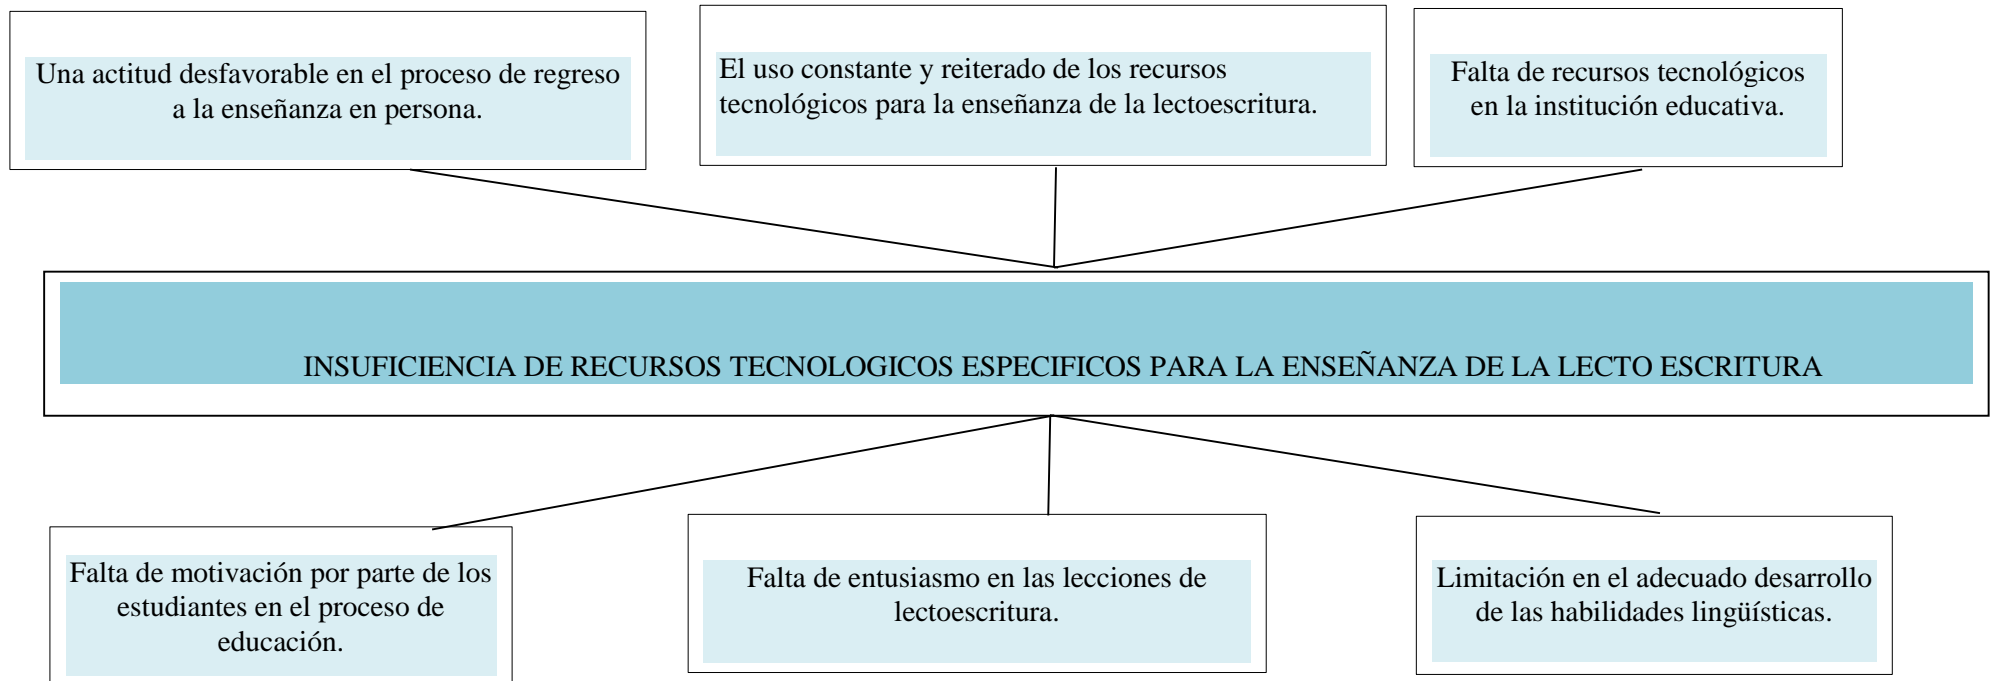 Una actitud desfavorable en el proceso de regreso
a la enseñanza en persona.
El uso constante y reiterado de los recursos
tecnológicos para la enseñanza de la lectoescritura.
Falta de recursos tecnológicos
en la institución educativa.
INSUFICIENCIA DE RECURSOS TECNOLOGICOS ESPECIFICOS PARA LA ENSEÑANZA DE LA LECTO ESCRITURA
Falta de motivación por parte de los
estudiantes en el proceso de
educación.
Falta de entusiasmo en las lecciones de
lectoescritura.
Limitación en el adecuado desarrollo
de las habilidades lingüísticas.